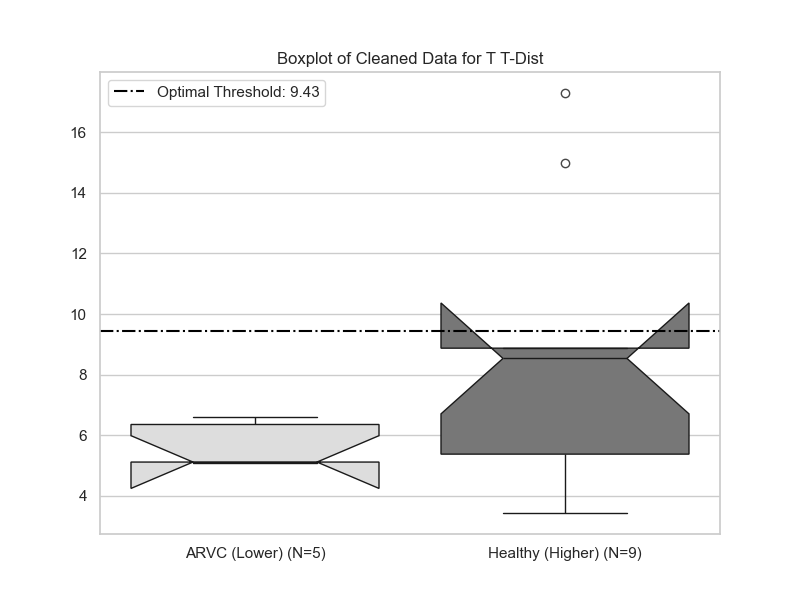 Boxplot of Cleaned Data for T T-Dist
Optimal Threshold: 9.43
16
14
12
10
8
6
4
ARVC (Lower) (N=5)
Healthy (Higher) (N=9)